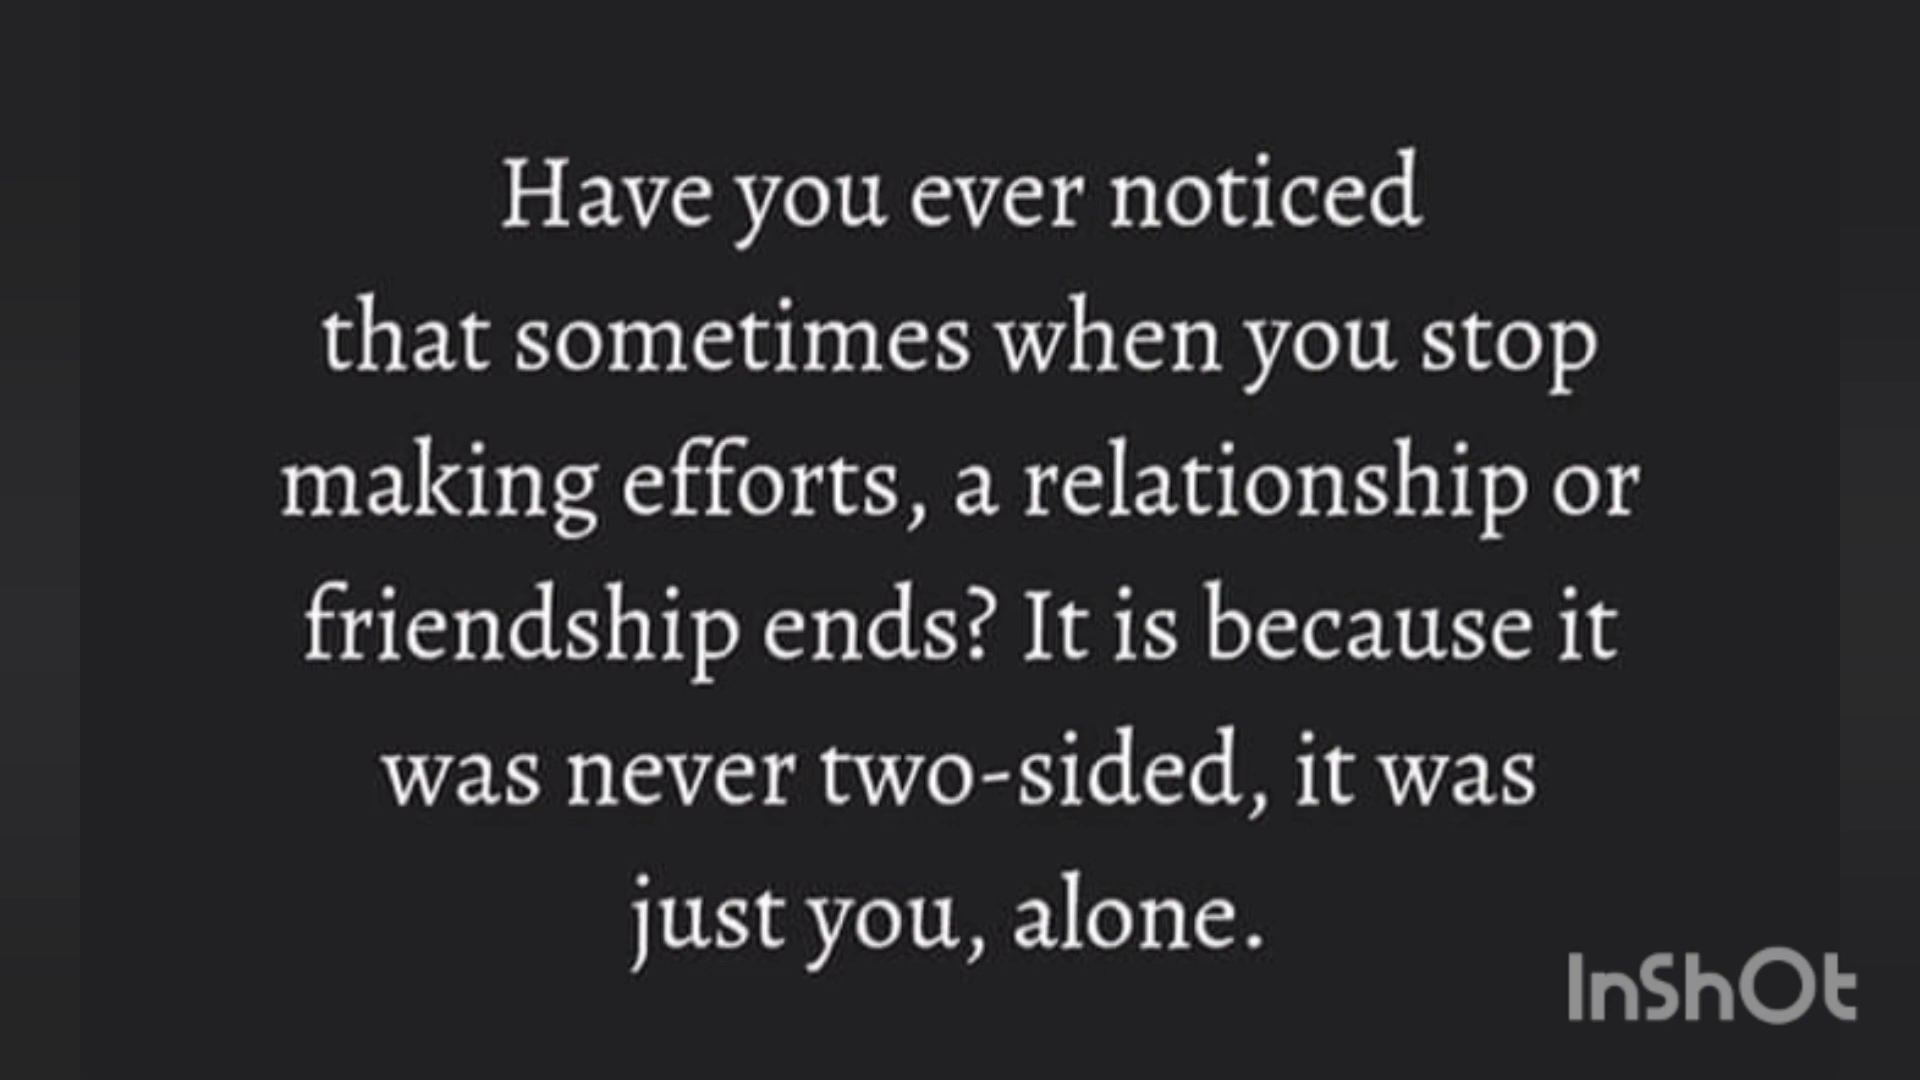 Have you ever noticed
that sometimes when you stop
making efforts, a relationship or
friendship ends? It is because it
was never two-sided, it was
just you, alone.
InShOt